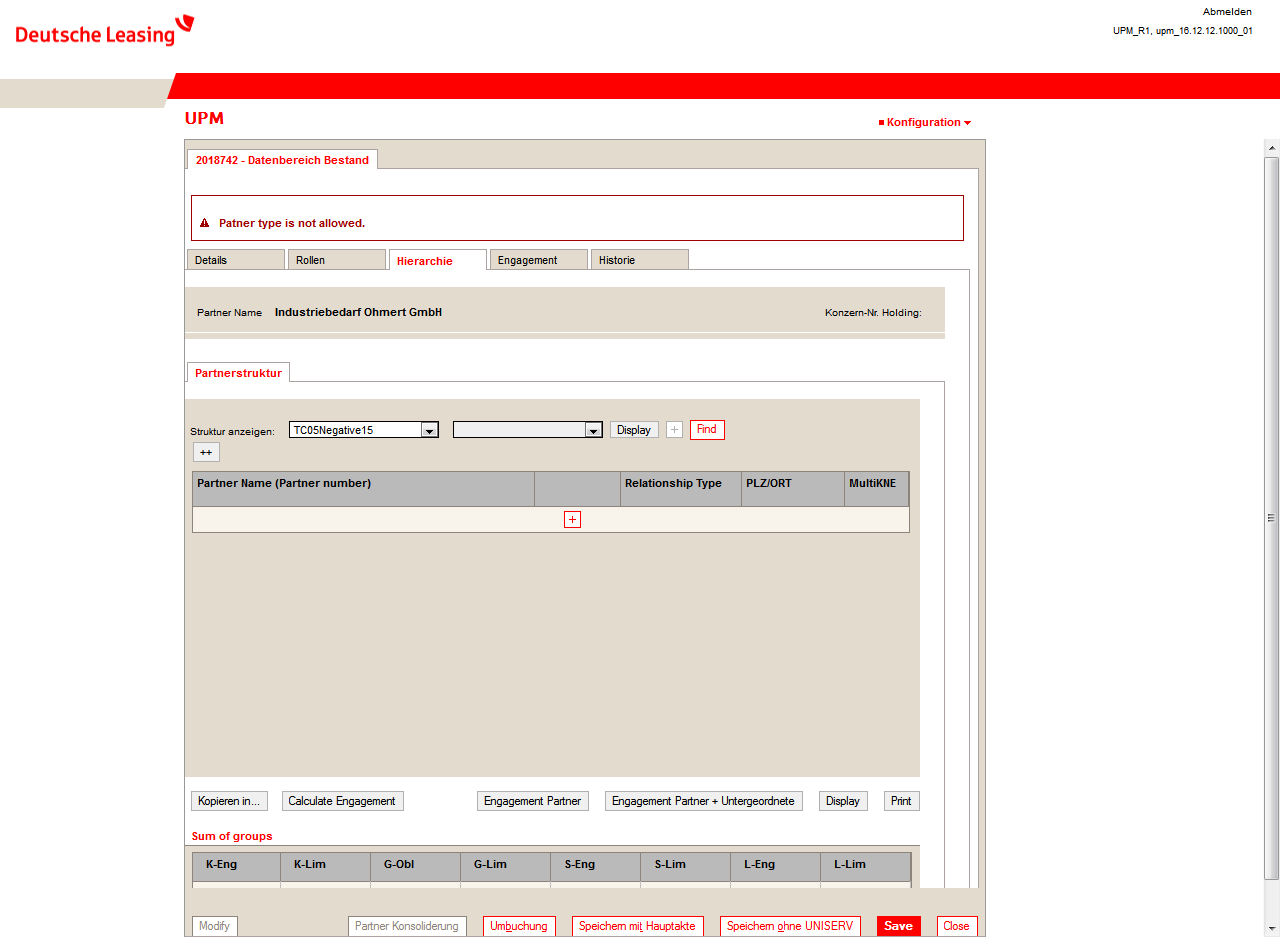 Abmelden
Deutsche Leasing
UPM_R1, upm_16.12.12.1000_01
UPM
Konfiguration
2018742 - Datenbereich Bestand
Patner type is not allowed.
Details Rollen Hierarchie Engagement Historie
Partner Name Industriebedarf Ohmert GmbH Konzern-Nr. Holding:
Partnerstruktur
Struktur anzeigen: TC05Negative15 Display + Find
++
Partner Name (Partner number) Relationship Type PLZ/ORT MultiKNE
+
Kopieren in... Calculate Engagement Engagement Partner Engagement Partner + Untergeordnete Display Print
Sum of groups
K-Eng K-Lim G-Obl G-Lim S-Eng S-Lim L-Eng L-Lim
Modify Partner Konsoliderung Umbuchung Speichern mit Hauptakte Speichern ohne UNISERV Save Close